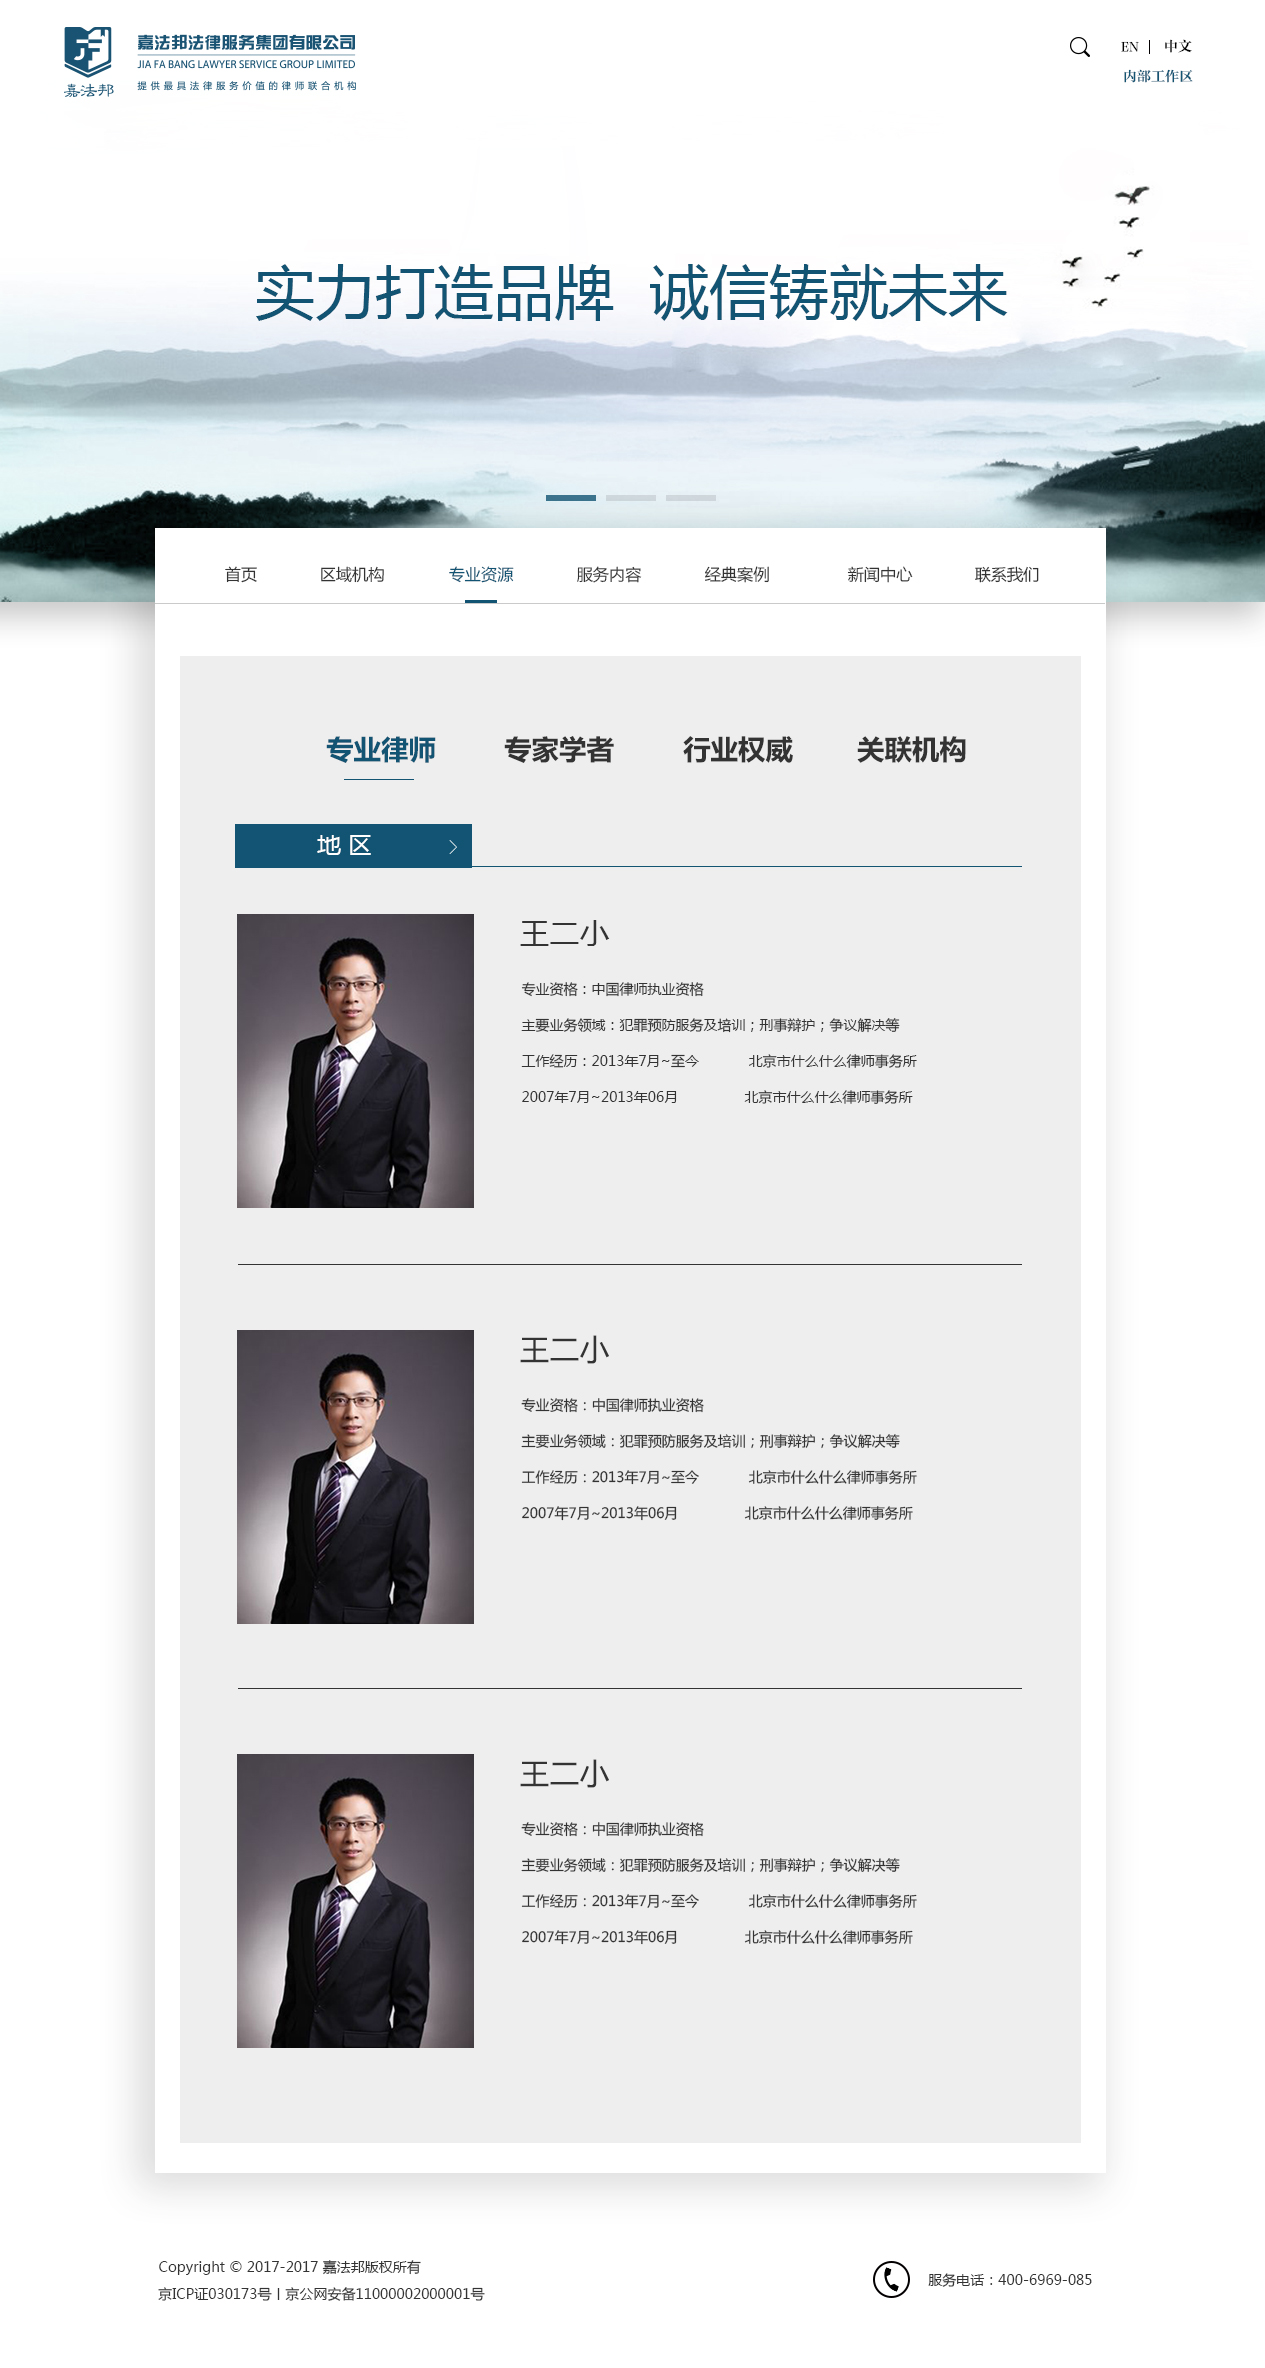 嘉法邦
嘉法邦法律服务集团有限公司
JIA FA BANG LAWYER SERVICE GROUP LIMITED
提供最具法律服务价值的律师联合机构
EN | 中文
内部工作区
实力打造品牌 诚信铸就未来
首页 区域机构 专业资源 服务内容 经典案例 新闻中心 联系我们
专业律师 专家学者 行业权威 关联机构
地 区
王二小
专业资格：中国律师执业资格
主要业务领域：犯罪预防服务及培训；刑事辩护；争议解决等
工作经历：2013年7月~至今 北京市什么什么律师事务所
2007年7月~2013年06月 北京市什么什么律师事务所
王二小
专业资格：中国律师执业资格
主要业务领域：犯罪预防服务及培训；刑事辩护；争议解决等
工作经历：2013年7月~至今 北京市什么什么律师事务所
2007年7月~2013年06月 北京市什么什么律师事务所
王二小
专业资格：中国律师执业资格
主要业务领域：犯罪预防服务及培训；刑事辩护；争议解决等
工作经历：2013年7月~至今 北京市什么什么律师事务所
2007年7月~2013年06月 北京市什么什么律师事务所
Copyright © 2017-2017 嘉法邦版权所有
京ICP证030173号 | 京公网安备11000002000001号
服务电话：400-6969-085